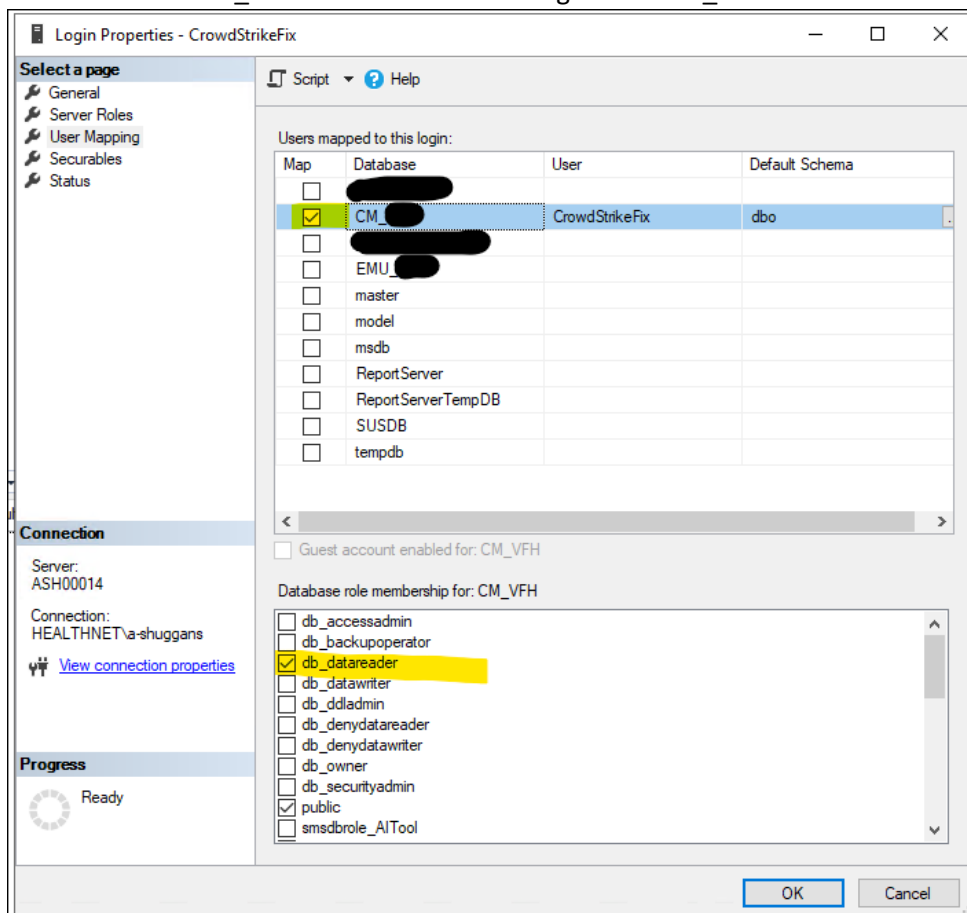 Login Properties - CrowdStrikeFix
Select a page
General
Server Roles
User Mapping
Securables
Status
Script
Help
Users mapped to this login:
Map Database User Default Schema
CM_ CrowdStrikeFix dbo
EMU_
master
model
msdb
ReportServer
ReportServerTempDB
SUSDB
tempdb
Guest account enabled for: CM_VFH
Database role membership for: CM_VFH
db_accessadmin
db_backupoperator
db_datareader
db_datawriter
db_ddladmin
db_denydatareader
db_denydatawriter
db_owner
db_securityadmin
public
smsdbrole_AITool
Connection
Server:
ASH00014
Connection:
HEALTHNET\a-shuggans
View connection properties
Progress
Ready
OK
Cancel